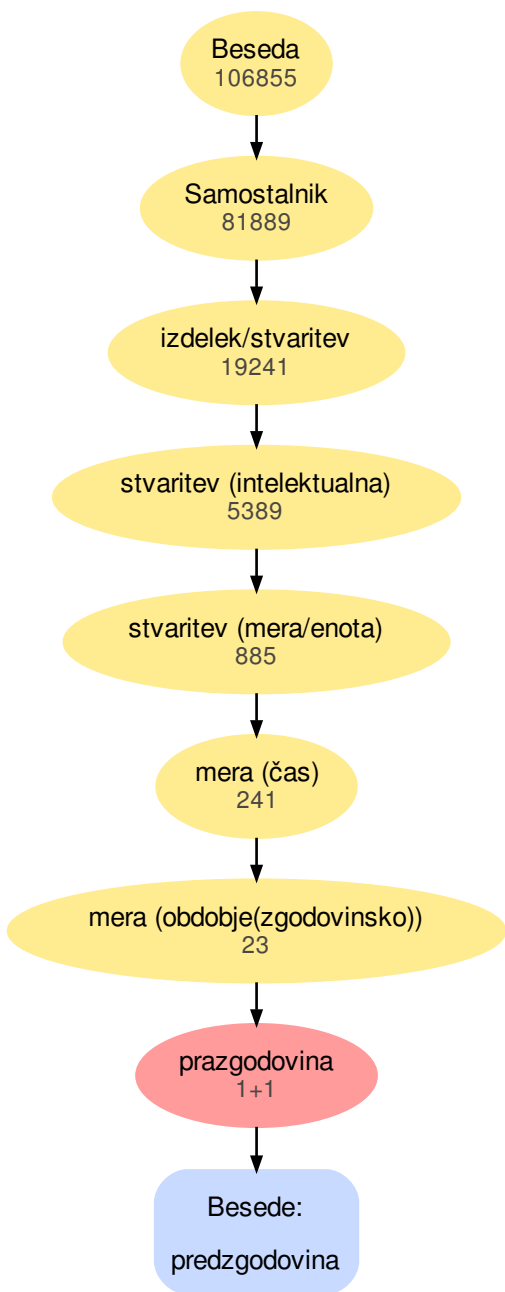 Beseda
106855
Samostalnik
81889
izdelek/stvaritev
19241
stvaritev (intelektualna)
5389
stvaritev (mera/enota)
885
mera (čas)
241
mera (obdobje(zgodovinsko))
23
prazgodovina
1+1
Besede:
predzgodovina